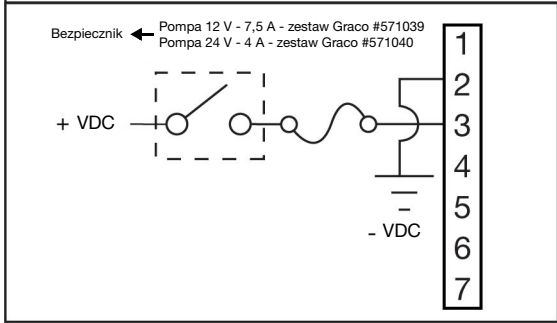 Bezpiecznik
Pompa 12 V - 7,5 A - zestaw Graco #571039
Pompa 24 V - 4 A - zestaw Graco #571040
+ VDC
- VDC
1
2
3
4
5
6
7